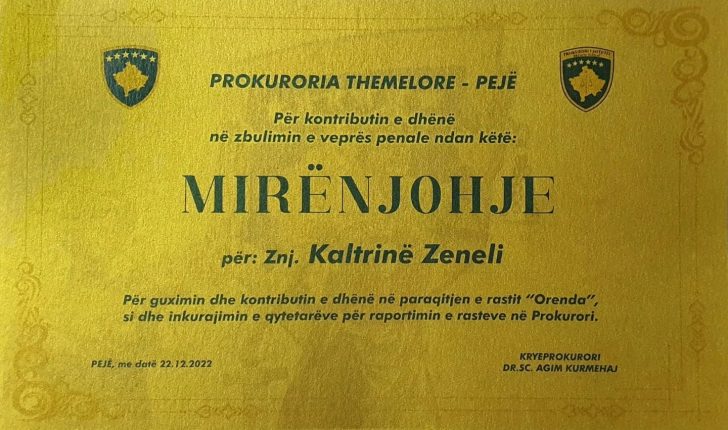 PROKURORIA THEMELORE - PEJË
Për kontributin e dhënë
në zbulimin e veprës penale ndan këtë:
MIRËNJOHJE
për: Znj. Kaltrinë Zeneli
Për guximin dhe kontributin e dhënë në paraqitjen e rastit “Orenda”,
si dhe inkurajimin e qytetarëve për raportimin e rasteve në Prokurori.
PEJË, me datë 22.12.2022
KRYEPROKURORI
DR.SC. AGIM KURMEHAJ